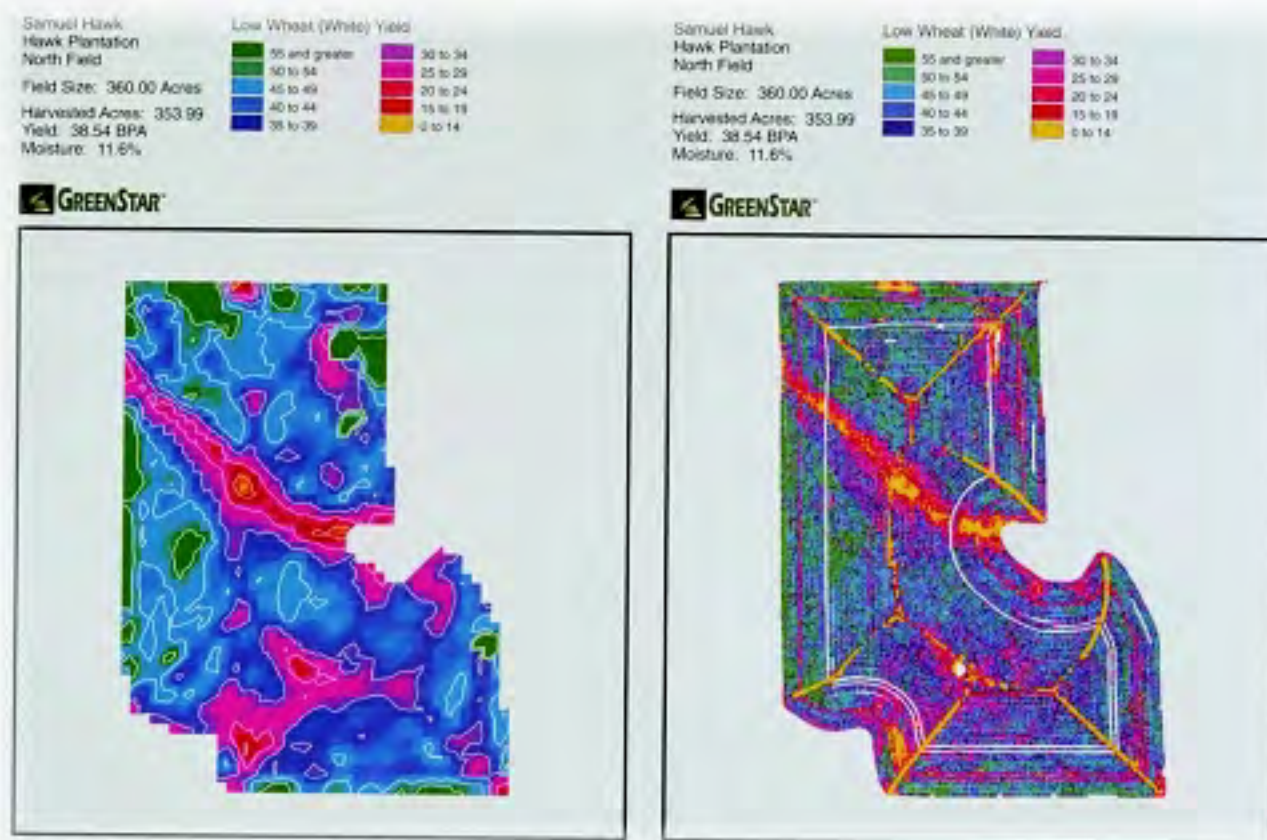 Samuel Hawk
Hawk Plantation
North Field
Field Size: 360.00 Acres
Harvested Acres: 353.99
Yield: 38.54 BPA
Moisture: 11.6%
Low Wheat (White) Yield
55 and greater
50 to 54
45 to 49
40 to 44
35 to 39
30 to 34
25 to 29
20 to 24
15 to 19
0 to 14
GREENSTAR
Samuel Hawk
Hawk Plantation
North Field
Field Size: 360.00 Acres
Harvested Acres: 353.99
Yield: 38.54 BPA
Moisture: 11.6%
Low Wheat (White) Yield
55 and greater
50 to 54
45 to 49
40 to 44
35 to 39
30 to 34
25 to 29
20 to 24
15 to 19
0 to 14
GREENSTAR